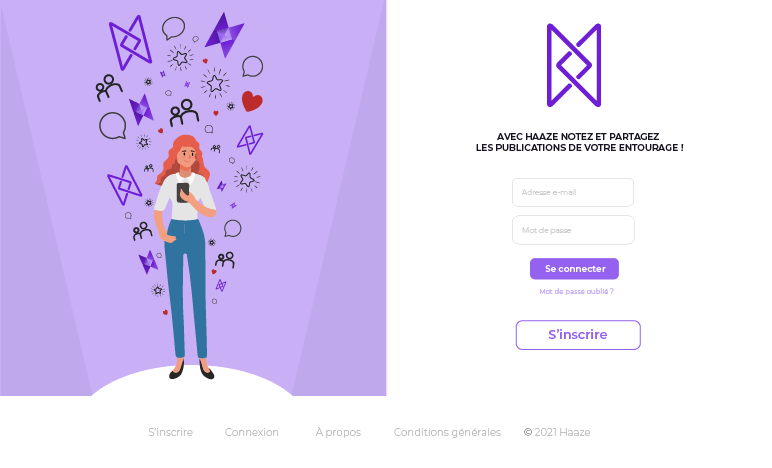 AVEC HAAZE NOTEZ ET PARTAGEZ
LES PUBLICATIONS DE VOTRE ENTOURAGE !
Adresse e-mail
Mot de passe
Se connecter
Mot de passe oublié ?
S'inscrire
S'inscrire Connexion À propos Conditions générales © 2021 Haaze